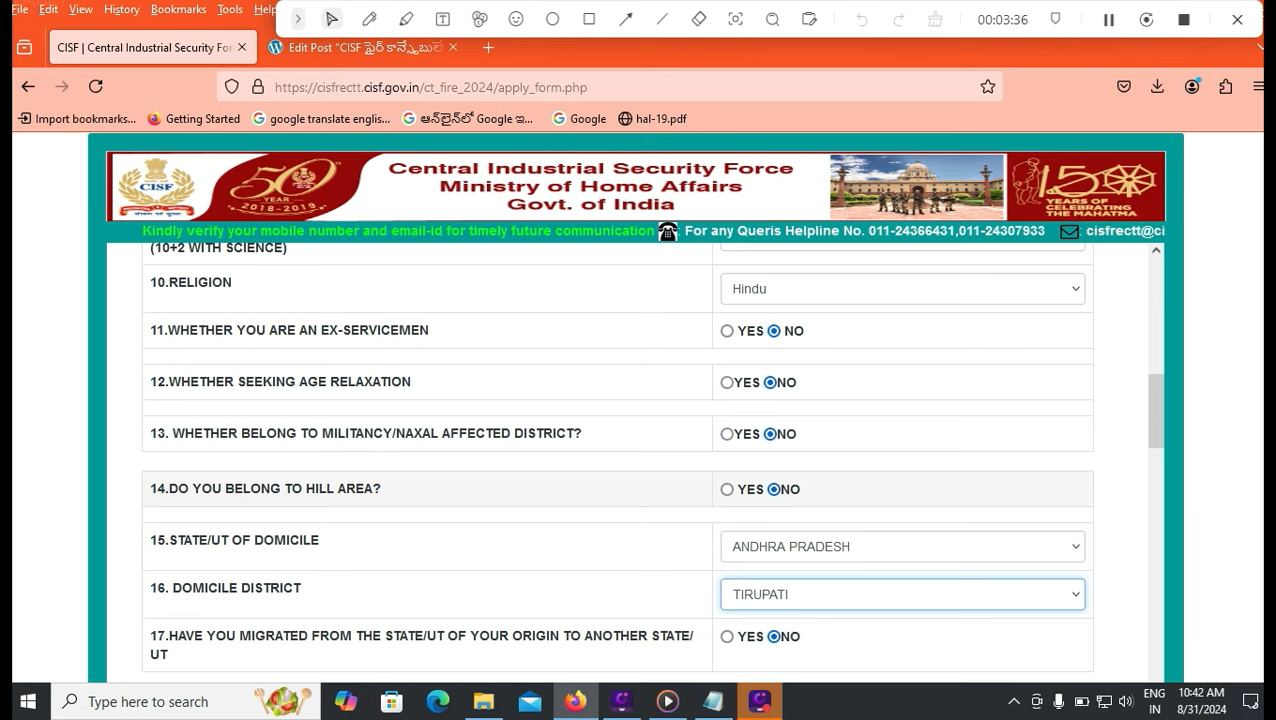 File Edit View History Bookmarks Tools Help
00:03:36
CISF | Central Industrial Security For
Edit Post "CISF ఫైర్ కాన్స్టేబుల్
https://cisfrectt.cisf.gov.in/ct_fire_2024/apply_form.php
Import bookmarks... Getting Started google translate englis... ఆన్‌లైన్‌లో Google ఇ... Google hal-19.pdf
CISF
50
YEAR
2018-2019
Central Industrial Security Force
Ministry of Home Affairs
Govt. of India
150
YEARS OF
CELEBRATING
THE MAHATMA
Kindly verify your mobile number and email-id for timely future communication : For any Queris Helpline No. 011-24366431,011-24307933 : cisfrectt@ci
(10+2 WITH SCIENCE)
10.RELIGION Hindu
11.WHETHER YOU ARE AN EX-SERVICEMEN YES NO
12.WHETHER SEEKING AGE RELAXATION YES NO
13. WHETHER BELONG TO MILITANCY/NAXAL AFFECTED DISTRICT? YES NO
14.DO YOU BELONG TO HILL AREA? YES NO
15.STATE/UT OF DOMICILE ANDHRA PRADESH
16. DOMICILE DISTRICT TIRUPATI
17.HAVE YOU MIGRATED FROM THE STATE/UT OF YOUR ORIGIN TO ANOTHER STATE/ YES NO
UT
Type here to search
ENG 10:42 AM
IN 8/31/2024